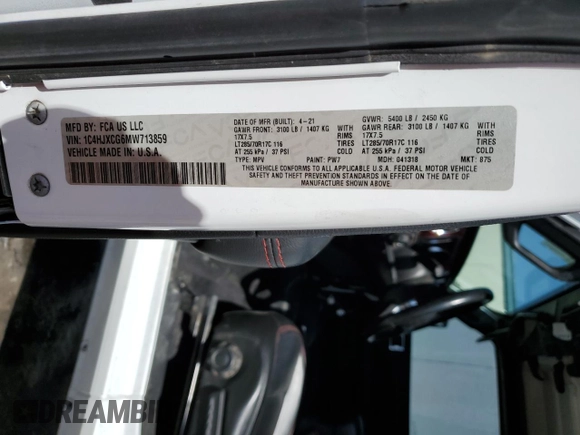 MFD BY: FCA US LLC
VIN: 1C4HJXCG6MW713859
VEHICLE MADE IN: U.S.A.
DATE OF MFR (BUILT): 4-21
GAWR FRONT: 3100 LB / 1407 KG WITH
17X7.5 RIMS
LT285/70R17C 116
AT 255 kPa / 37 PSI COLD
TYPE: MPV PAINT: PW7
GVWR: 5400 LB / 2450 KG
GAWR REAR: 3100 LB / 1407 KG WITH
17X7.5 RIMS
LT285/70R17C 116
AT 255 kPa / 37 PSI COLD
MDH: 041318 MKT: 875
THIS VEHICLE CONFORMS TO ALL APPLICABLE U.S.A. FEDERAL MOTOR VEHICLE
SAFETY AND THEFT PREVENTION STANDARDS IN EFFECT ON THE DATE OF
MANUFACTURE SHOWN ABOVE.
DREAMBI